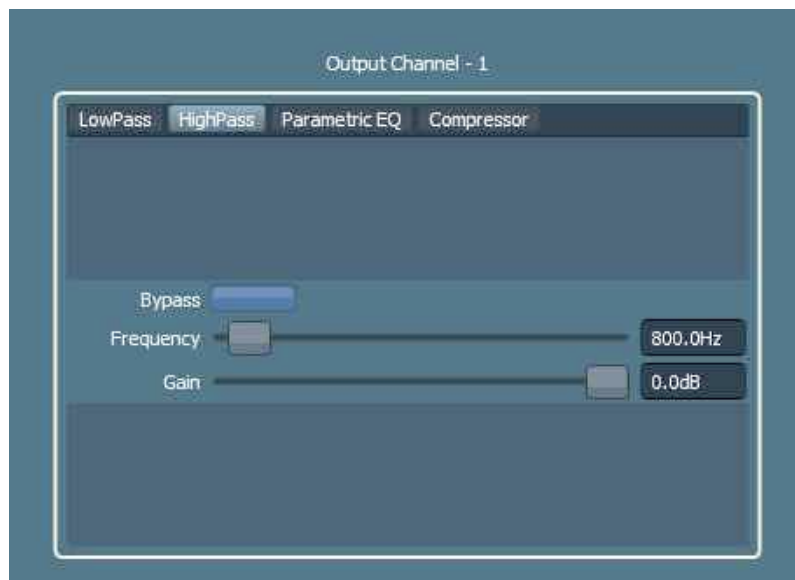 Output Channel - 1
LowPass HighPass Parametric EQ Compressor
Bypass
Frequency 800.0Hz
Gain 0.0dB